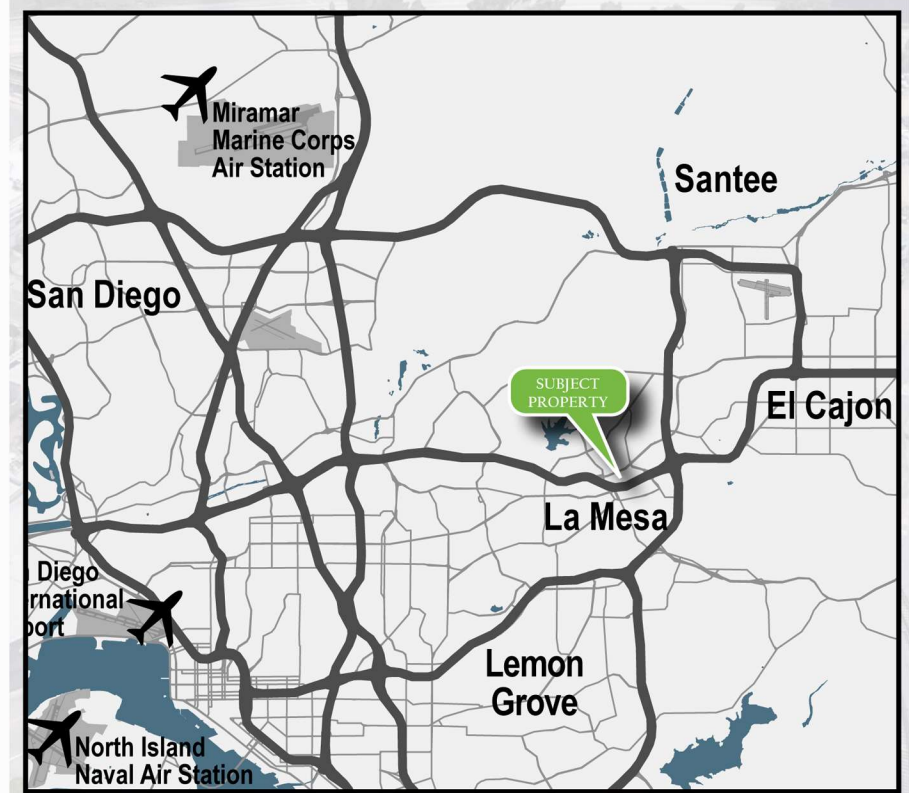 Miramar
Marine Corps
Air Station
Santee
San Diego
SUBJECT
PROPERTY
El Cajon
La Mesa
Diego
rnational
port
Lemon
Grove
North Island
Naval Air Station